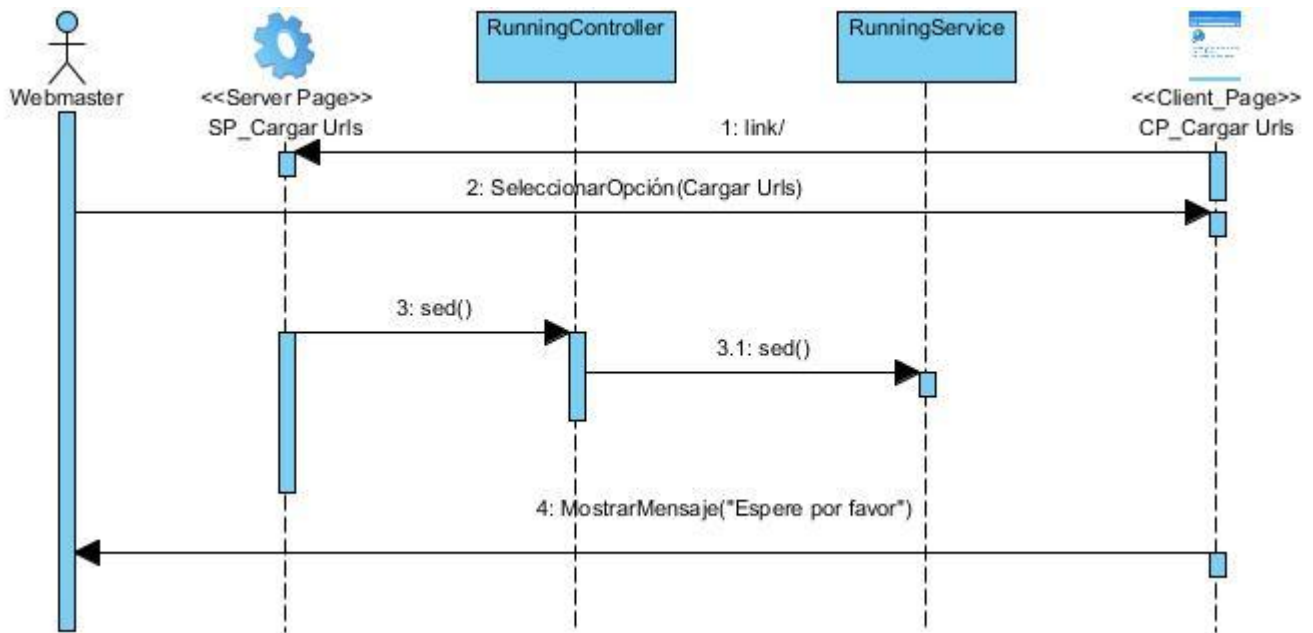 RunningController
RunningService
Webmaster
<<Server Page>>
SP_Cargar Urls
<<Client_Page>>
CP_Cargar Urls
1: link/
2: SeleccionarOpción(Cargar Urls)
3: sed()
3.1: sed()
4: MostrarMensaje("Espere por favor")